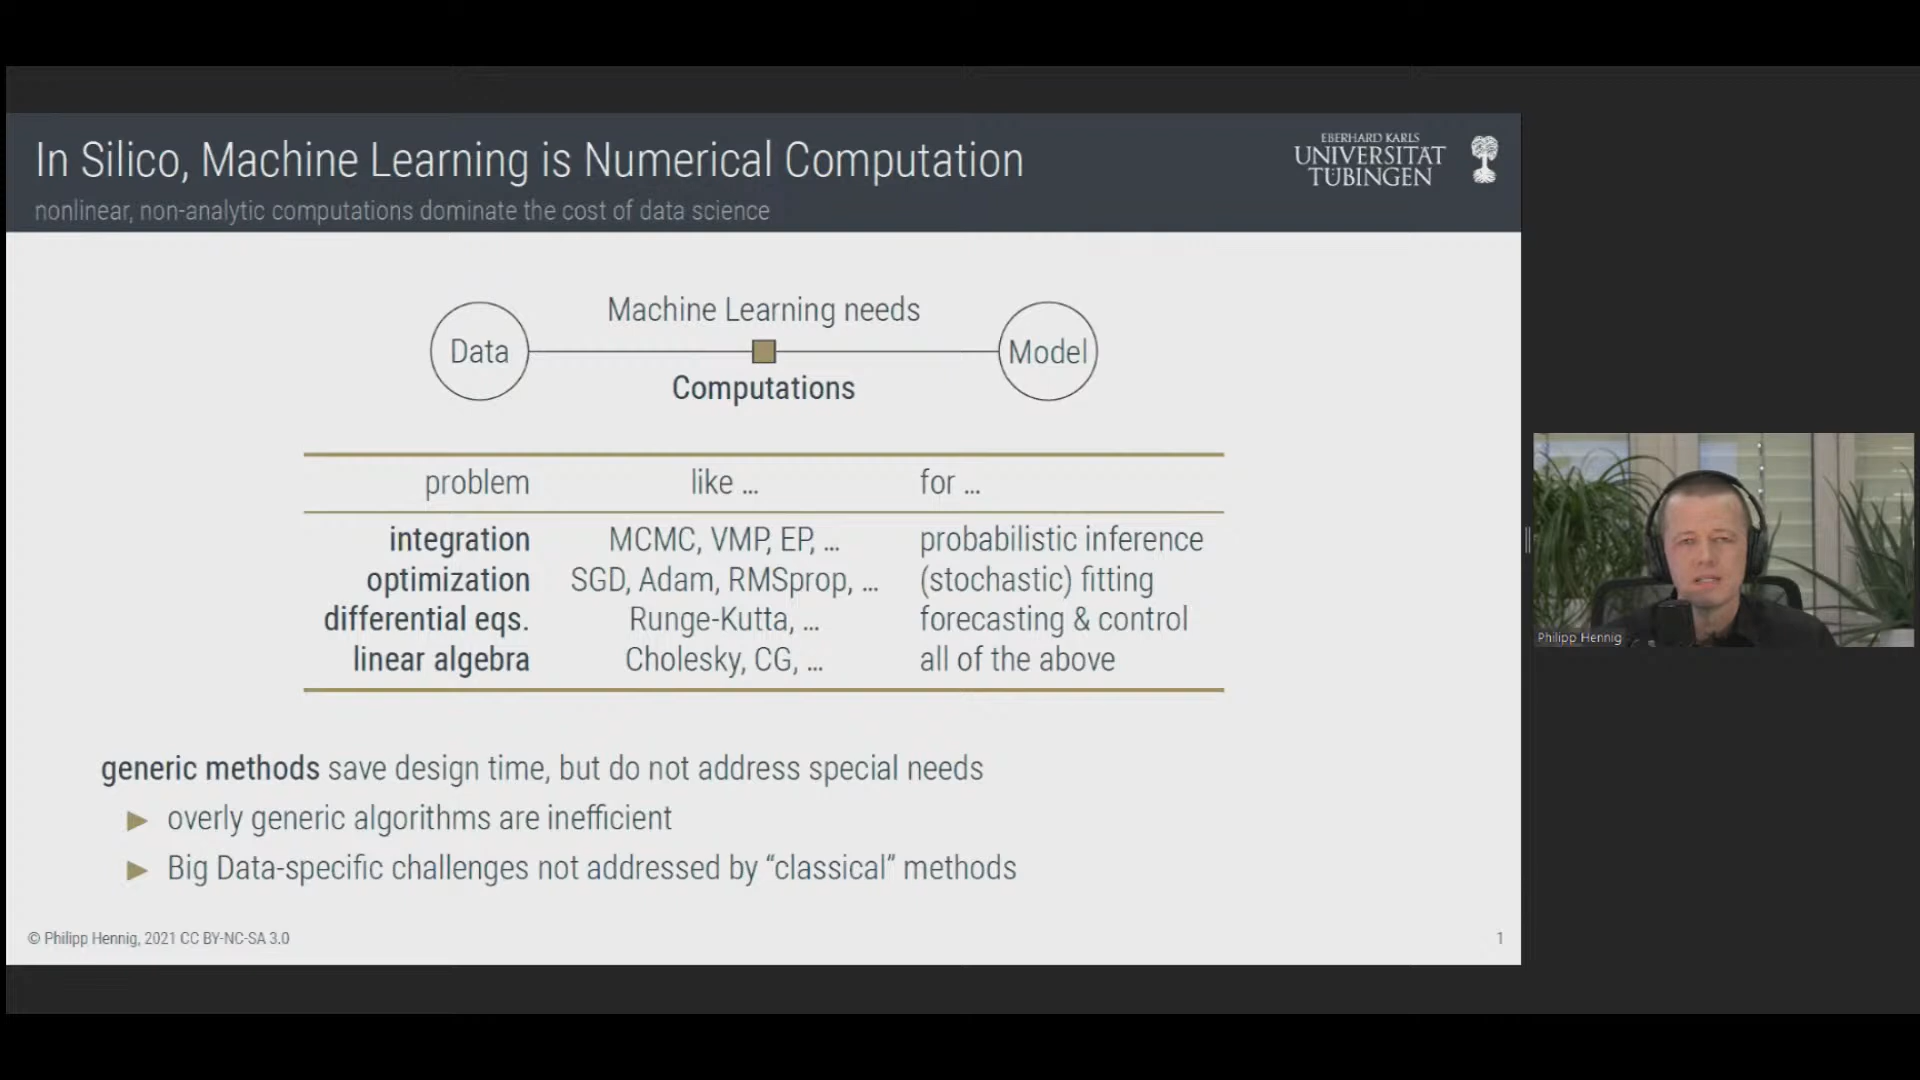 In Silico, Machine Learning is Numerical Computation
nonlinear, non-analytic computations dominate the cost of data science
EBERHARD KARLS
UNIVERSITÄT
TÜBINGEN
Machine Learning needs
Data
Model
Computations
problem like … for …
integration MCMC, VMP, EP, … probabilistic inference
optimization SGD, Adam, RMSprop, … (stochastic) fitting
differential eqs. Runge-Kutta, … forecasting & control
linear algebra Cholesky, CG, … all of the above
generic methods save design time, but do not address special needs
▶ overly generic algorithms are inefficient
▶ Big Data-specific challenges not addressed by “classical” methods
© Philipp Hennig, 2021 CC BY-NC-SA 3.0
1
Philipp Hennig